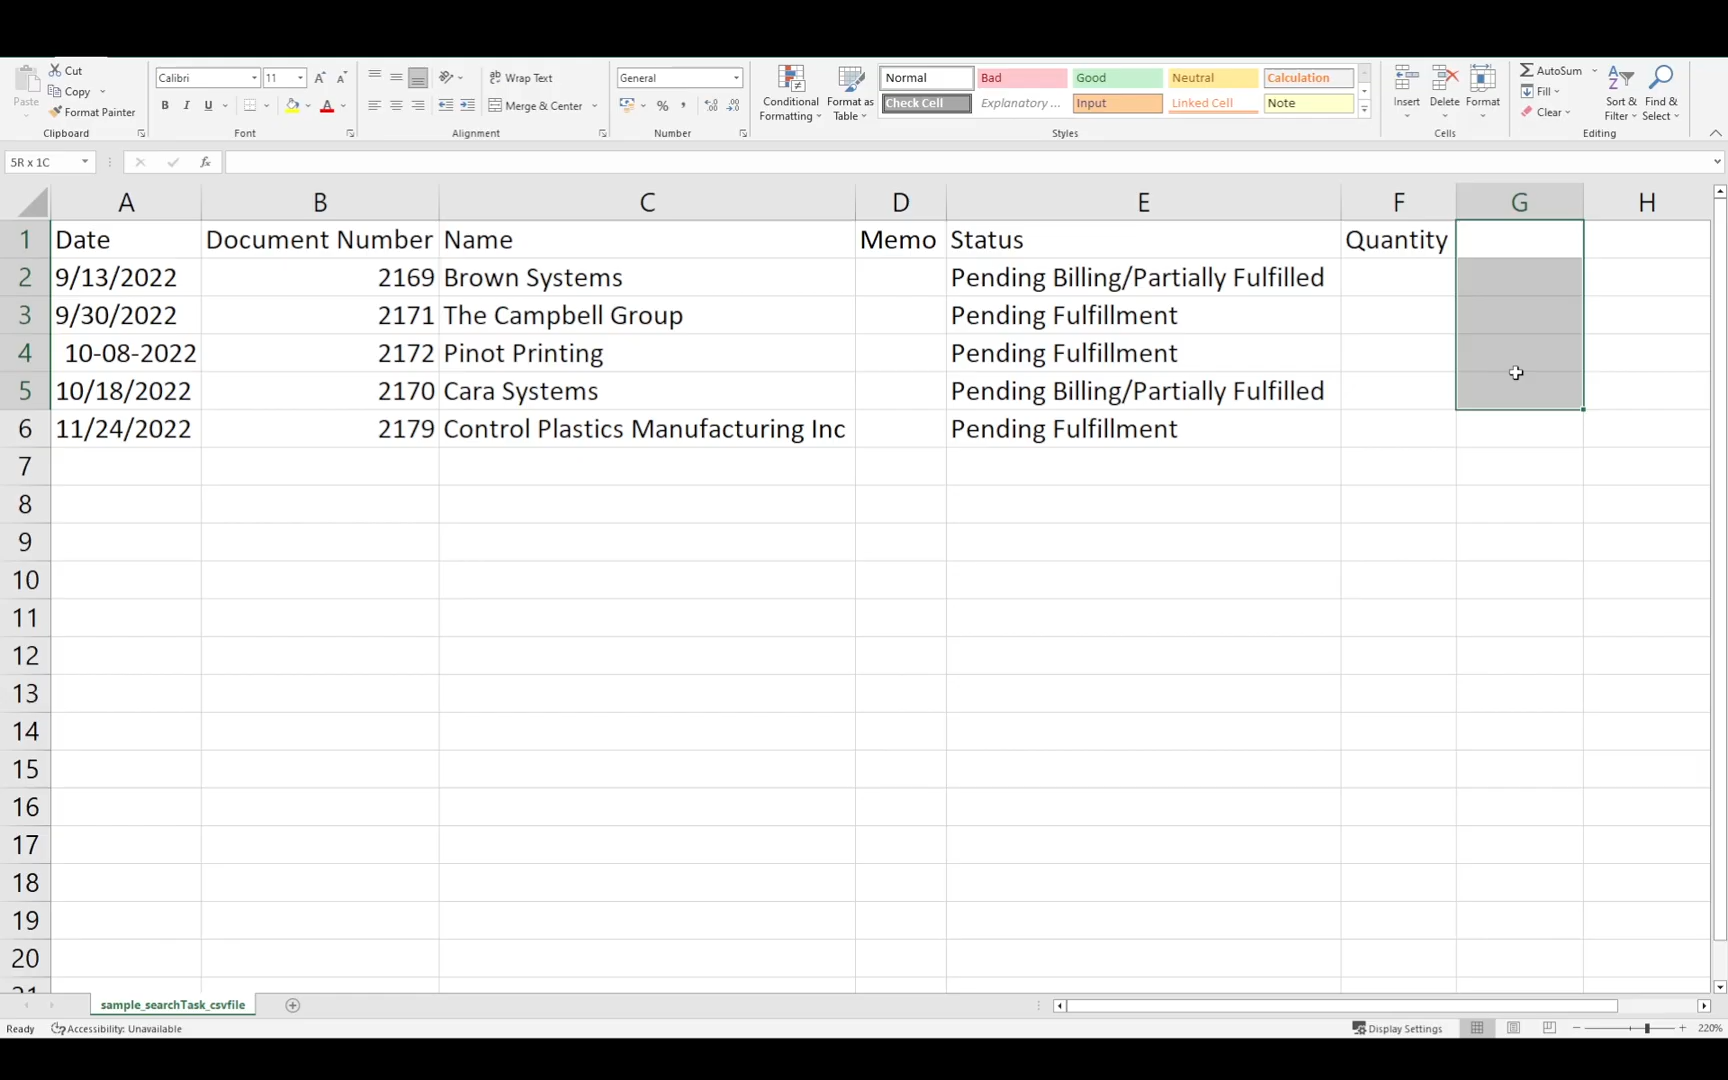 Paste
Cut
Copy
Format Painter
Clipboard
Calibri 11 A A
B I U A
Font
Wrap Text
Merge & Center
Alignment
General
% ,
Number
Conditional Formatting
Format as Table
Normal Bad Good Neutral Calculation
Check Cell Explanatory ... Input Linked Cell Note
Styles
Insert Delete Format
Cells
AutoSum
Fill
Clear
Sort & Filter
Find & Select
Editing
5R x 1C fx
A B C D E F G H
1 Date Document Number Name Memo Status Quantity
2 9/13/2022 2169 Brown Systems Pending Billing/Partially Fulfilled
3 9/30/2022 2171 The Campbell Group Pending Fulfillment
4 10-08-2022 2172 Pinot Printing Pending Fulfillment
5 10/18/2022 2170 Cara Systems Pending Billing/Partially Fulfilled
6 11/24/2022 2179 Control Plastics Manufacturing Inc Pending Fulfillment
7
8
9
10
11
12
13
14
15
16
17
18
19
20
21
sample_searchTask_csvfile
Ready Accessibility: Unavailable Display Settings 220%